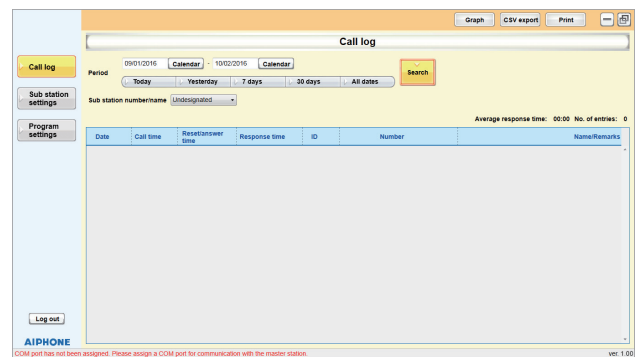 Graph CSV export Print
Call log
Call log
Period 09/01/2016 Calendar - 10/02/2016 Calendar
Today Yesterday 7 days 30 days All dates
Search
Sub station settings
Sub station number/name Undesignated
Average response time: 00:00 No. of entries: 0
Program settings
Date Call time Reset/answer time Response time ID Number Name/Remarks
Log out
AIPHONE
COM port has not been assigned. Please assign a COM port for communication with the master station. ver. 1.00